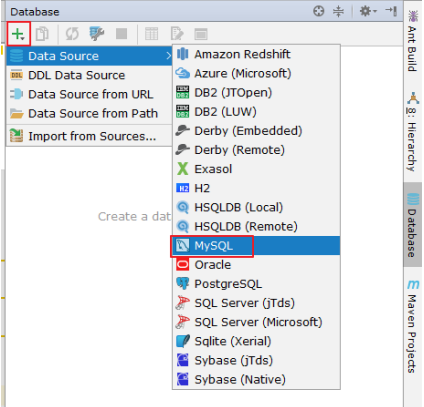 Database
Data Source
DDL Data Source
Data Source from URL
Data Source from Path
Import from Sources...
Create a dat
Amazon Redshift
Azure (Microsoft)
DB2 (JTOpen)
DB2 (LUW)
Derby (Embedded)
Derby (Remote)
Exasol
H2
HSQLDB (Local)
HSQLDB (Remote)
MySQL
Oracle
PostgreSQL
SQL Server (jTds)
SQL Server (Microsoft)
Sqlite (Xerial)
Sybase (jTds)
Sybase (Native)
Ant Build
8: Hierarchy
Database
Maven Projects